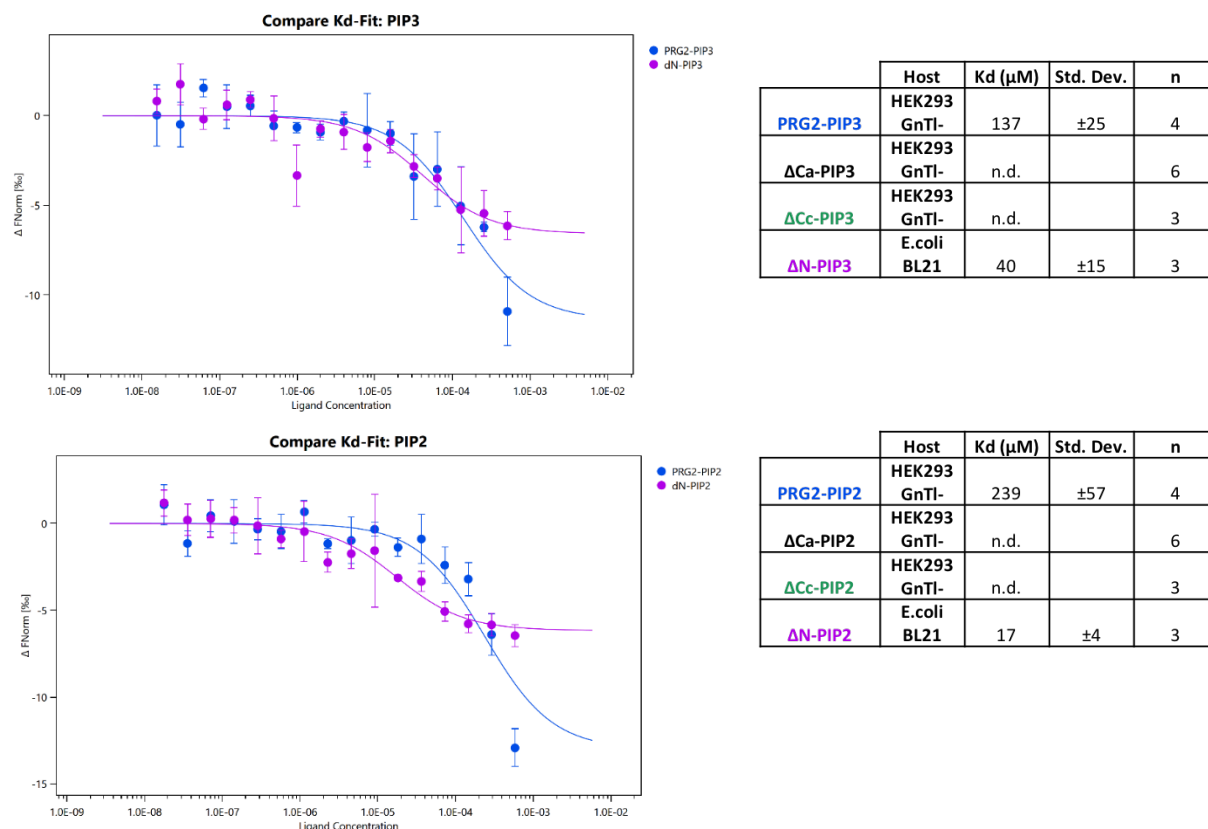 Compare Kd-Fit: PIP3
PRG2-PIP3
dN-PIP3
0
-5
-10
Δ FNorm [‰]
1.0E-09 1.0E-08 1.0E-07 1.0E-06 1.0E-05 1.0E-04 1.0E-03 1.0E-02
Ligand Concentration
Host Kd (µM) Std. Dev. n
PRG2-PIP3 HEK293 GnTI- 137 ±25 4
ΔCa-PIP3 HEK293 GnTI- n.d. 6
ΔCc-PIP3 HEK293 GnTI- n.d. 3
ΔN-PIP3 E.coli BL21 40 ±15 3
Compare Kd-Fit: PIP2
PRG2-PIP2
dN-PIP2
0
-5
-10
-15
Δ FNorm [‰]
1.0E-09 1.0E-08 1.0E-07 1.0E-06 1.0E-05 1.0E-04 1.0E-03 1.0E-02
Ligand Concentration
Host Kd (µM) Std. Dev. n
PRG2-PIP2 HEK293 GnTI- 239 ±57 4
ΔCa-PIP2 HEK293 GnTI- n.d. 6
ΔCc-PIP2 HEK293 GnTI- n.d. 3
ΔN-PIP2 E.coli BL21 17 ±4 3